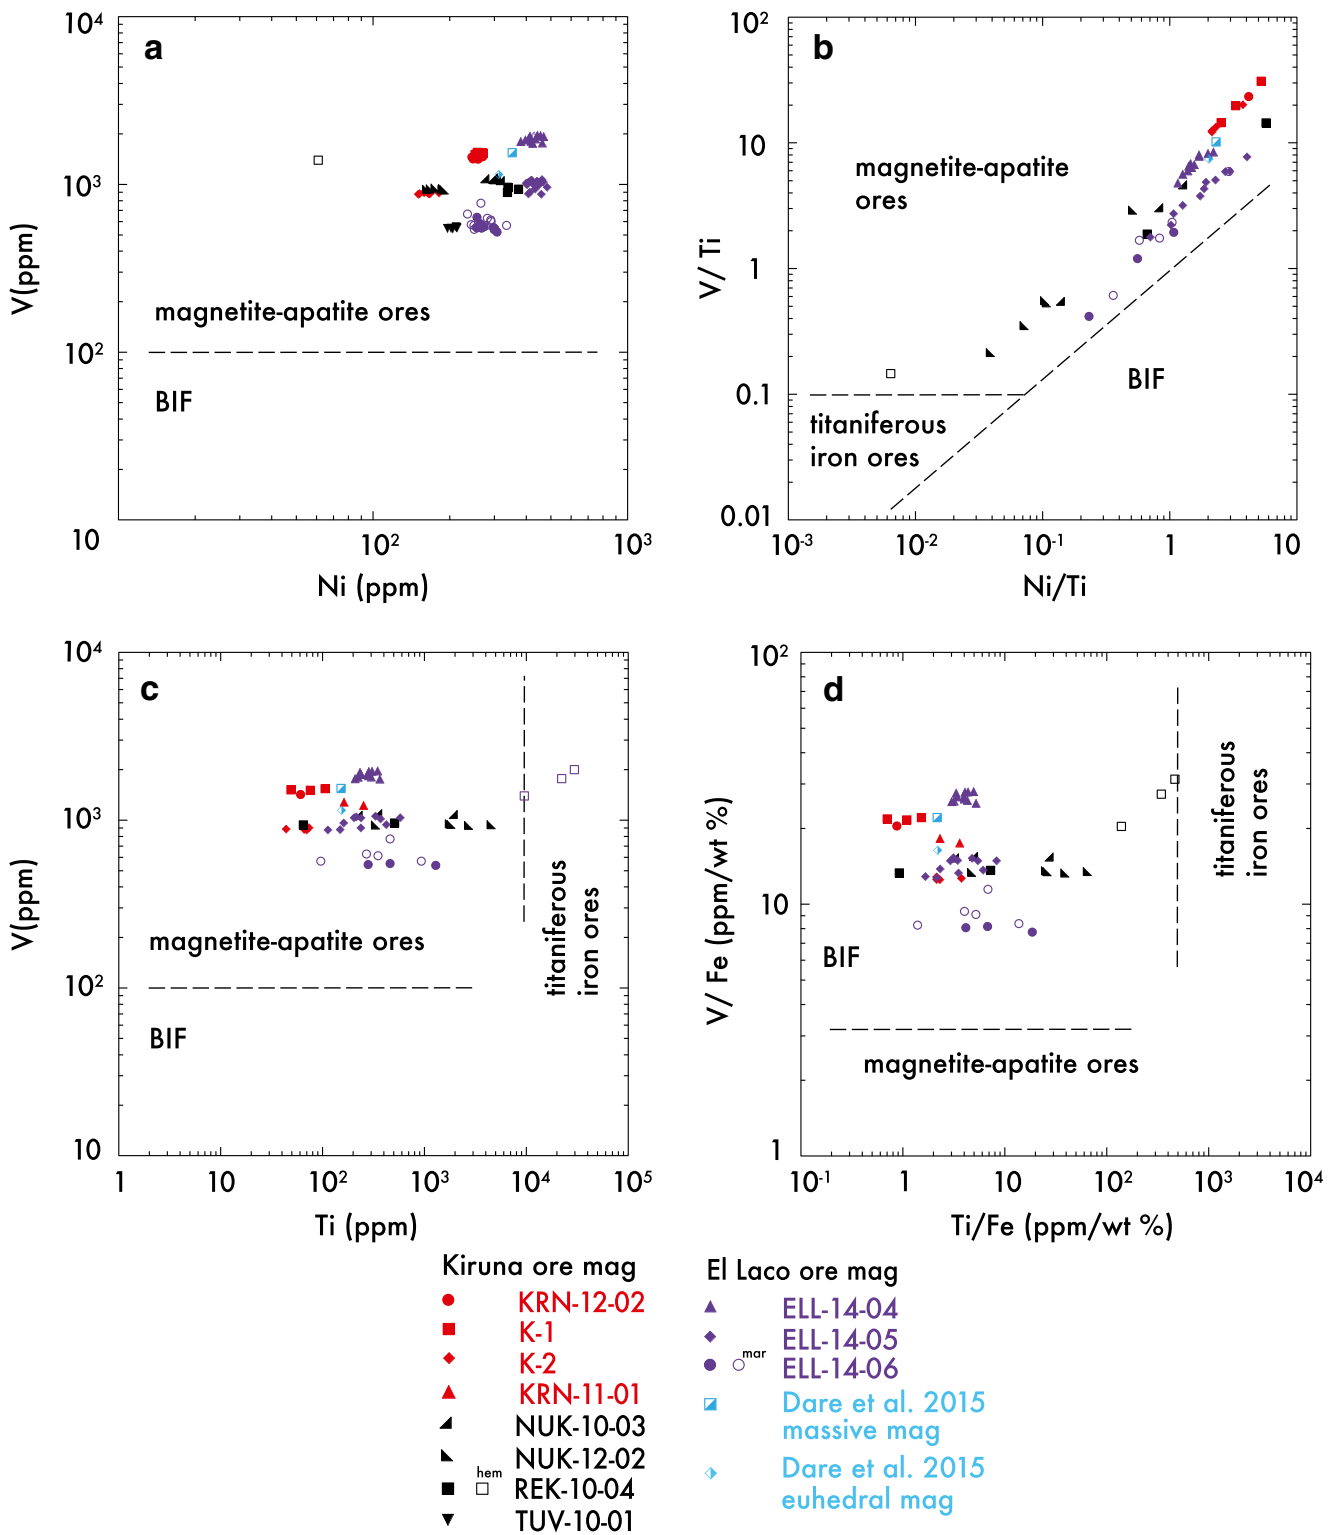 a
10⁴
10³
10²
10
V(ppm)
magnetite-apatite ores
BIF
10²
10³
Ni (ppm)
b
10²
10
1
0.1
0.01
V/ Ti
magnetite-apatite
ores
titaniferous
iron ores
BIF
10⁻³
10⁻²
10⁻¹
1
10
Ni/Ti
c
10⁴
10³
10²
10
V(ppm)
magnetite-apatite ores
BIF
titaniferous
iron ores
1
10
10²
10³
10⁴
10⁵
Ti (ppm)
d
10²
10
1
V/ Fe (ppm/wt %)
BIF
magnetite-apatite ores
titaniferous
iron ores
10⁻¹
1
10
10²
10³
10⁴
Ti/Fe (ppm/wt %)
Kiruna ore mag
KRN-12-02
K-1
K-2
KRN-11-01
NUK-10-03
NUK-12-02
hem
REK-10-04
TUV-10-01
El Laco ore mag
ELL-14-04
ELL-14-05
mar
ELL-14-06
Dare et al. 2015
massive mag
Dare et al. 2015
euhedral mag